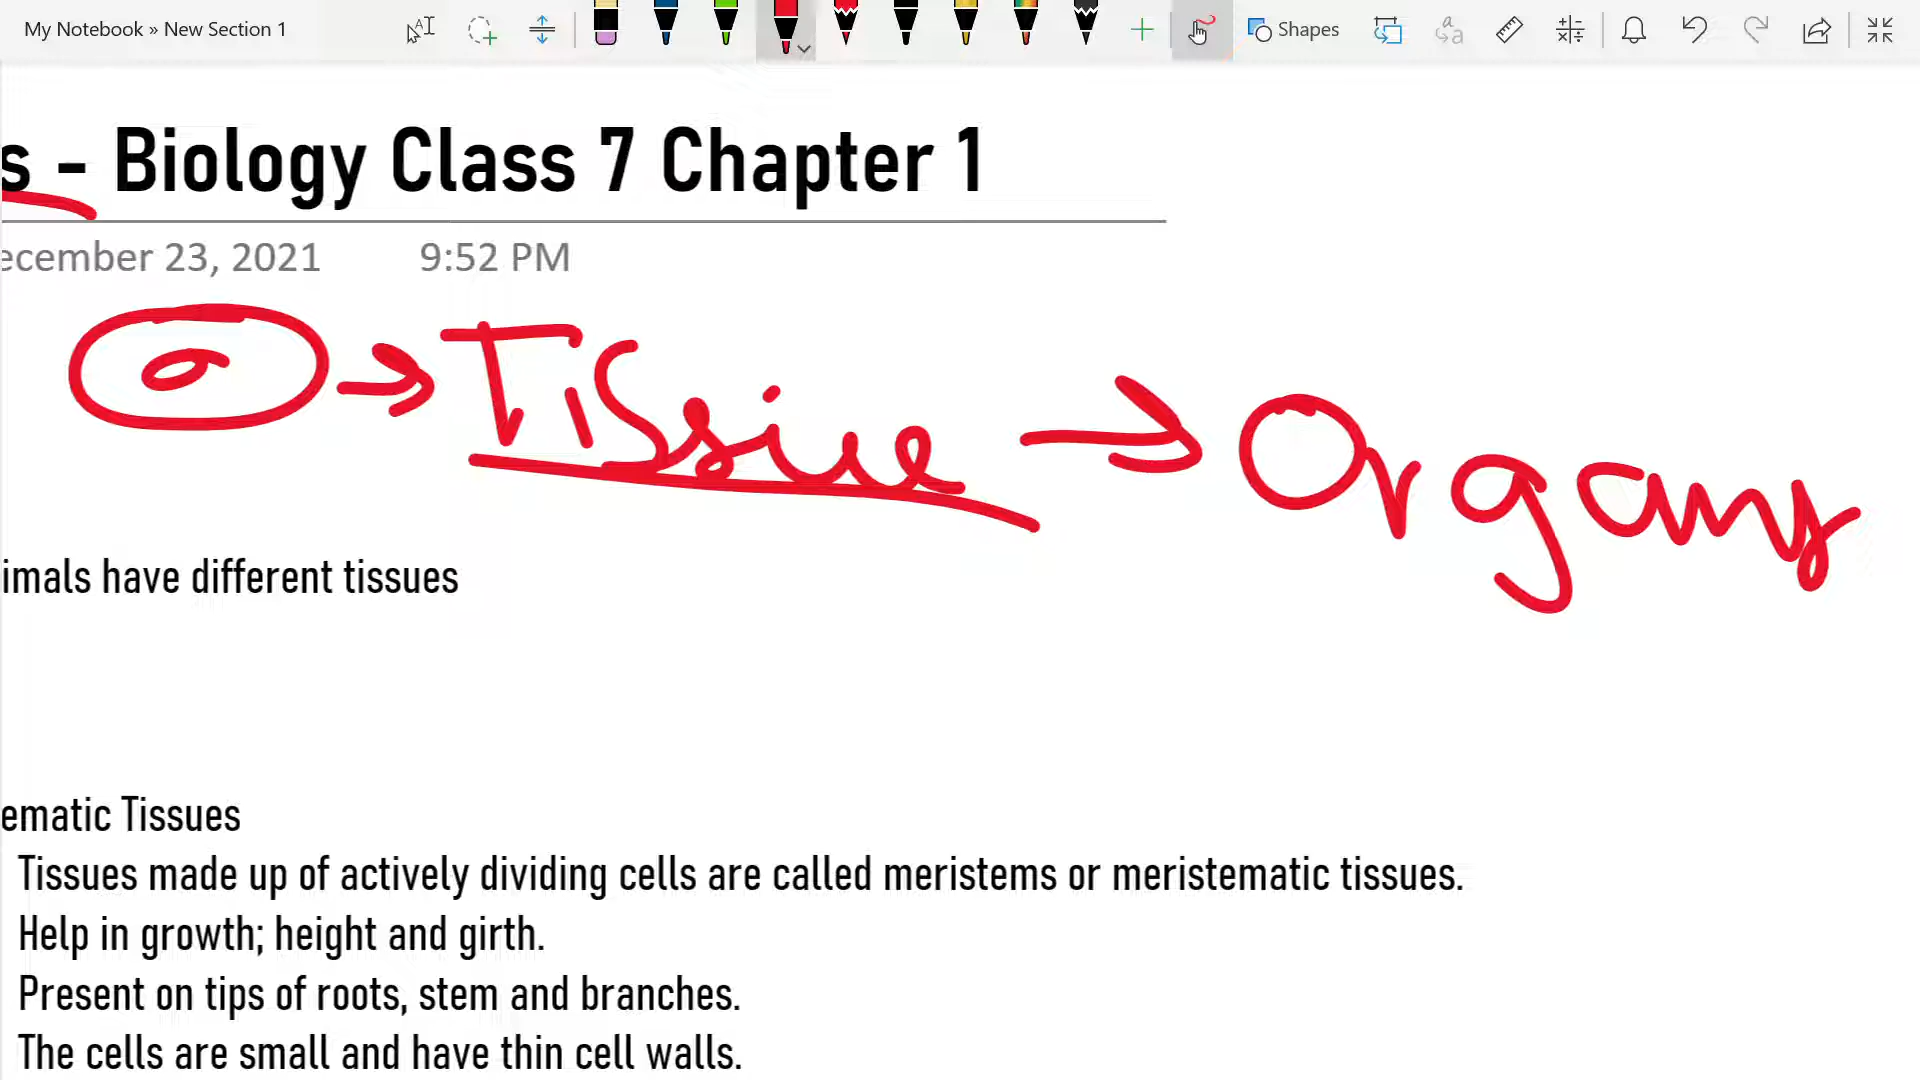 My Notebook » New Section 1
Shapes
s - Biology Class 7 Chapter 1
ecember 23, 2021 9:52 PM
Tissue → Organs
imals have different tissues
ematic Tissues
Tissues made up of actively dividing cells are called meristems or meristematic tissues.
Help in growth; height and girth.
Present on tips of roots, stem and branches.
The cells are small and have thin cell walls.